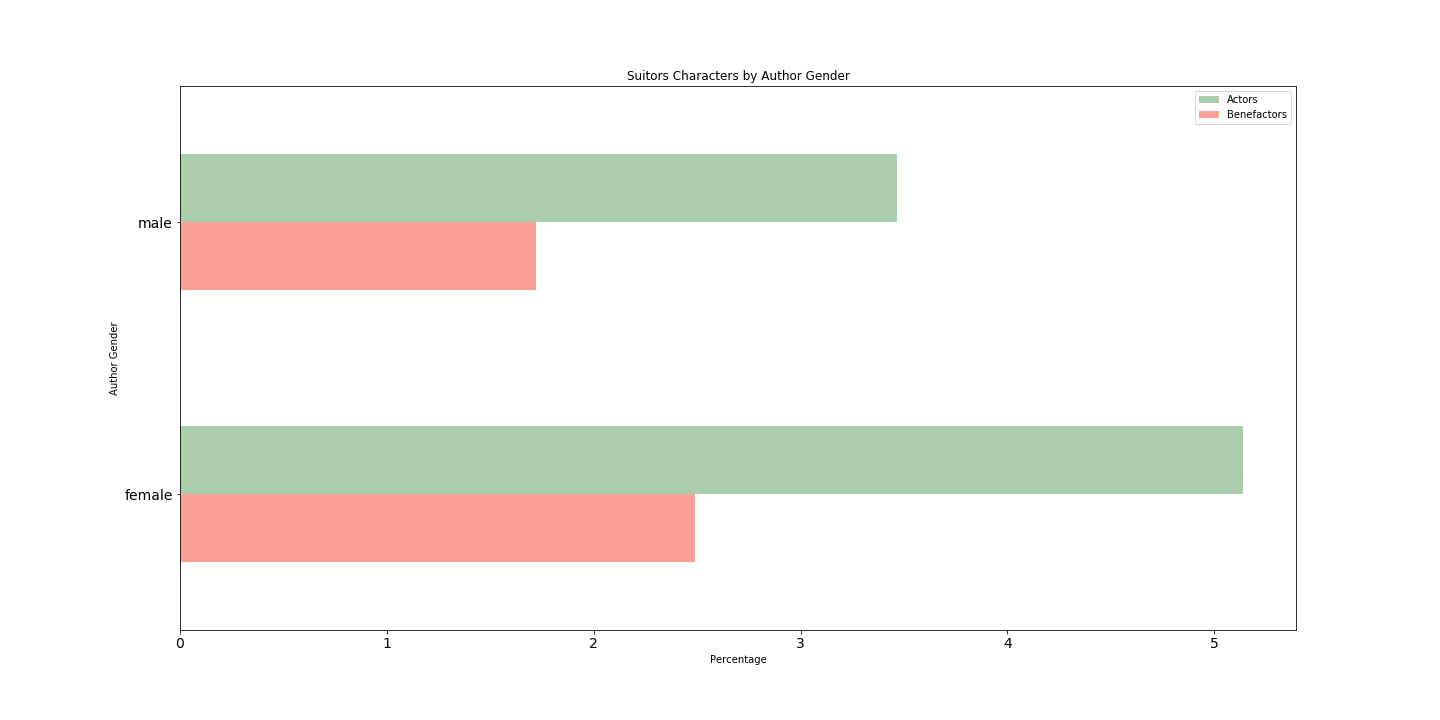 Suitors Characters by Author Gender
Actors
Benefactors
male
Author Gender
female
0 1 2 3 4 5
Percentage